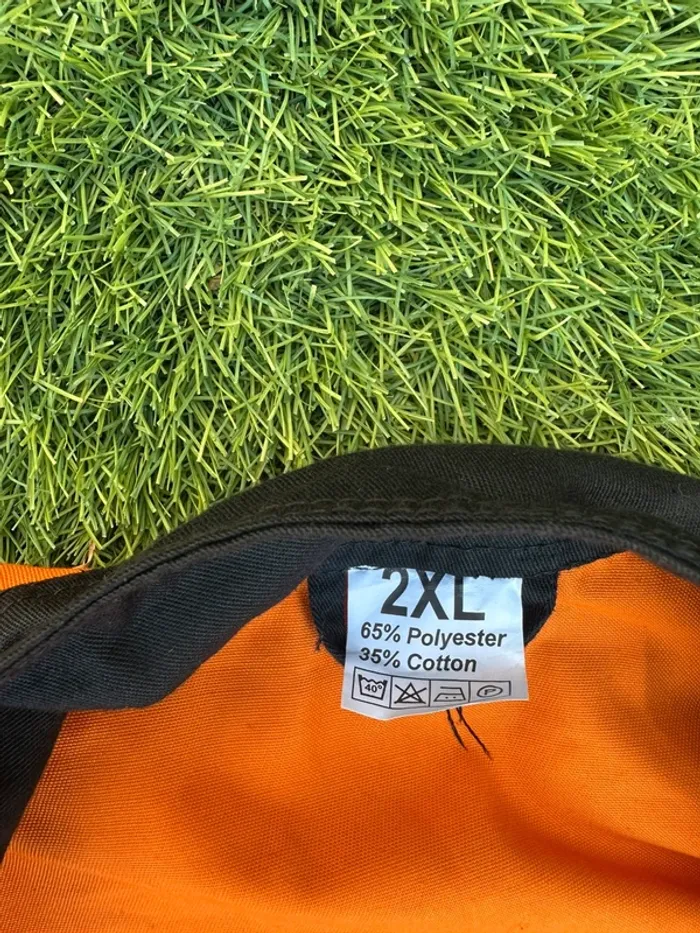 2XL
65% Polyester
35% Cotton
40° P